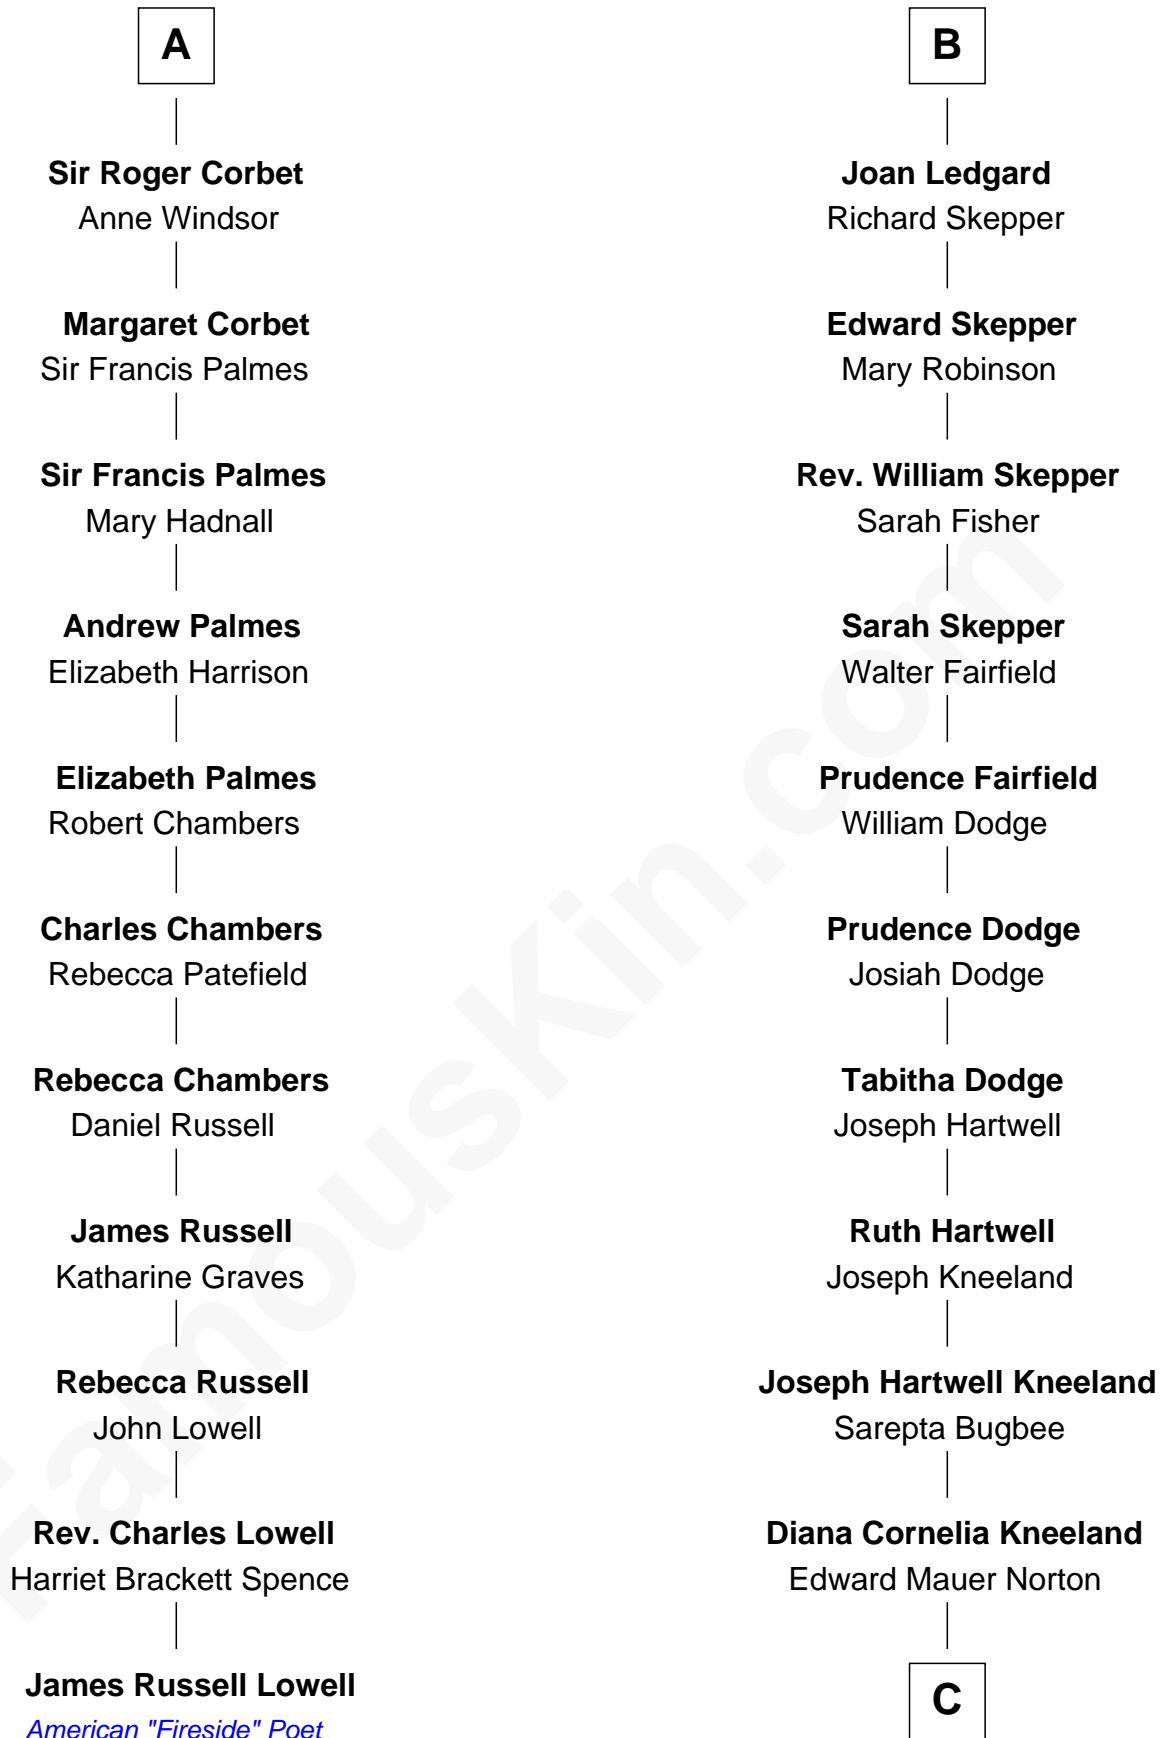 A
Sir Roger Corbet
Anne Windsor
Margaret Corbet
Sir Francis Palmes
Sir Francis Palmes
Mary Hadnall
Andrew Palmes
Elizabeth Harrison
Elizabeth Palmes
Robert Chambers
Charles Chambers
Rebecca Patefield
Rebecca Chambers
Daniel Russell
James Russell
Katharine Graves
Rebecca Russell
John Lowell
Rev. Charles Lowell
Harriet Brackett Spence
James Russell Lowell
American "Fireside" Poet
B
Joan Ledgard
Richard Skepper
Edward Skepper
Mary Robinson
Rev. William Skepper
Sarah Fisher
Sarah Skepper
Walter Fairfield
Prudence Fairfield
William Dodge
Prudence Dodge
Josiah Dodge
Tabitha Dodge
Joseph Hartwell
Ruth Hartwell
Joseph Kneeland
Joseph Hartwell Kneeland
Sarepta Bugbee
Diana Cornelia Kneeland
Edward Mauer Norton
C
FamousKin.com